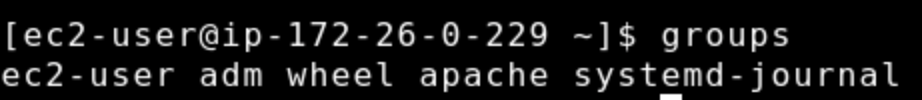 [ec2-user@ip-172-26-0-229 ~]$ groups
ec2-user adm wheel apache systemd-journal